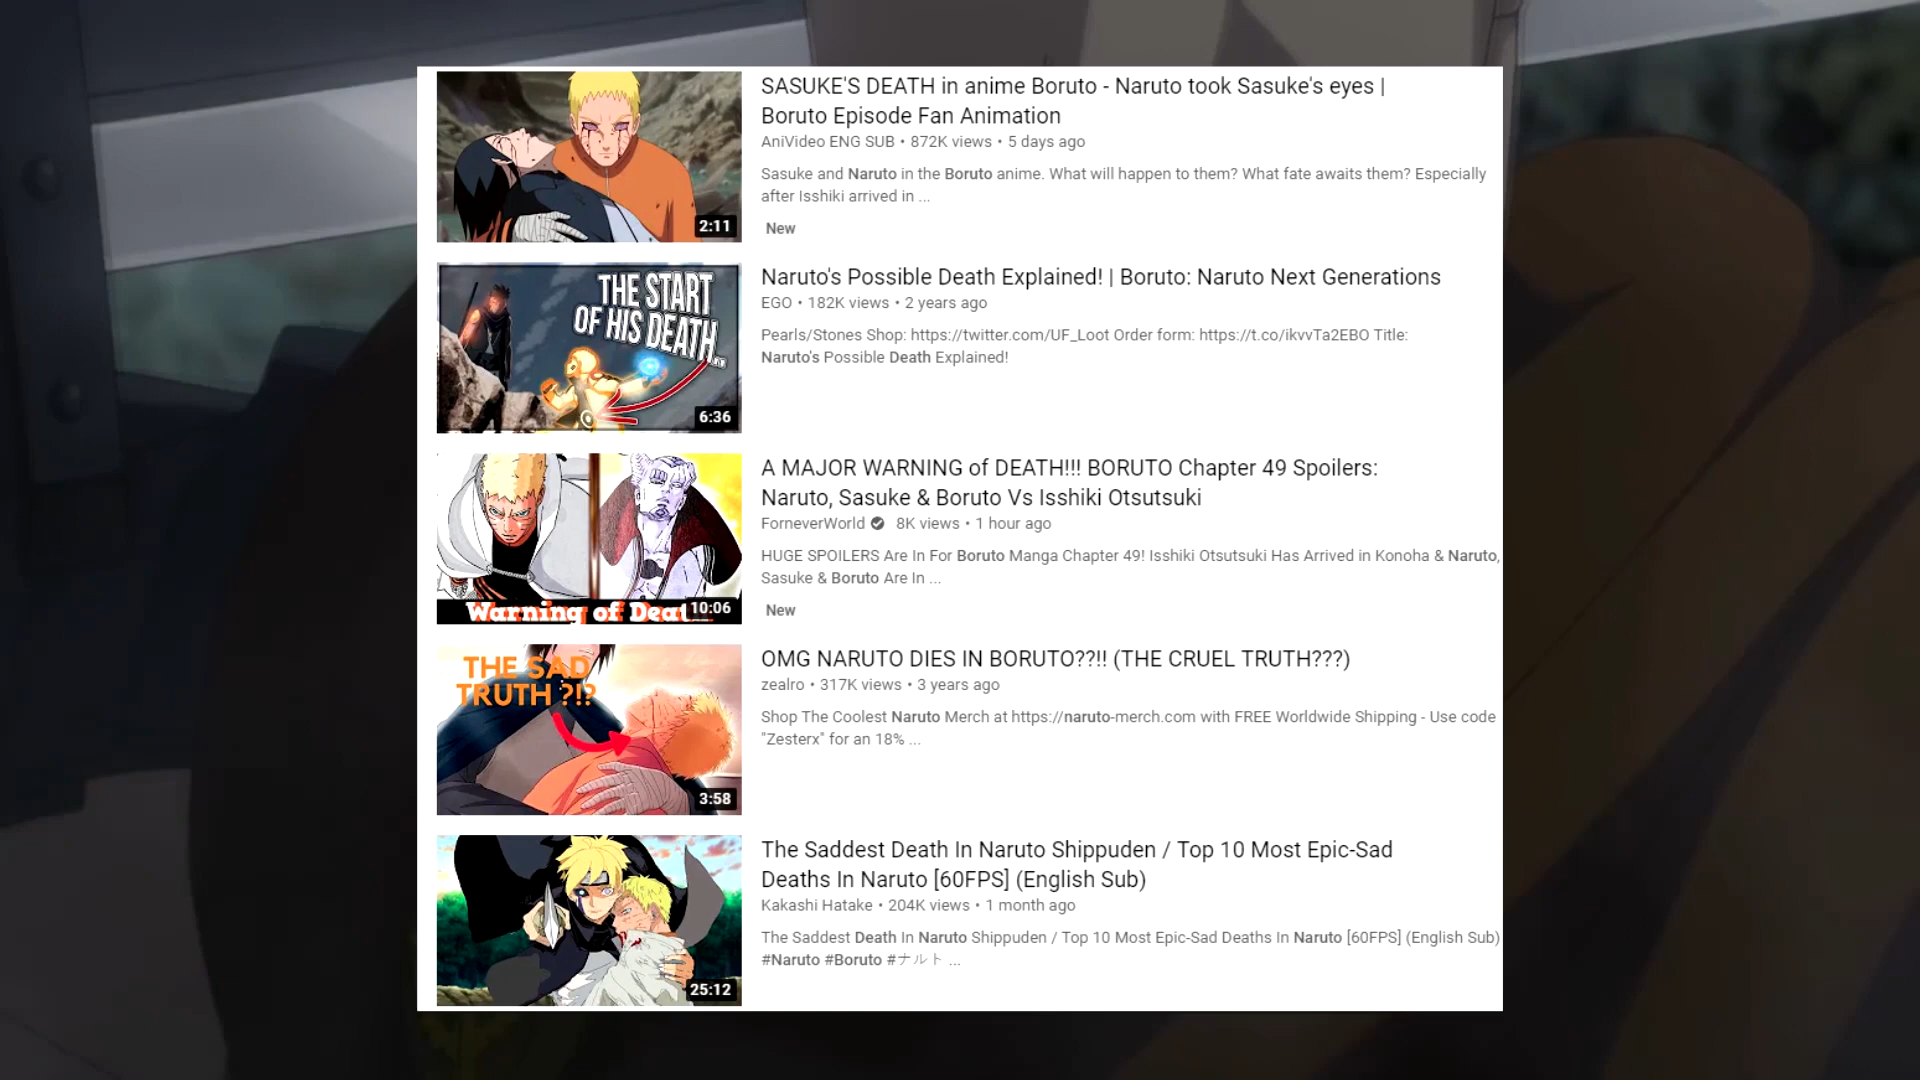 SASUKE'S DEATH in anime Boruto - Naruto took Sasuke's eyes |
Boruto Episode Fan Animation
AniVideo ENG SUB • 872K views • 5 days ago
Sasuke and Naruto in the Boruto anime. What will happen to them? What fate awaits them? Especially
after Isshiki arrived in ...
New
2:11
THE START
OF HIS DEATH...
6:36
Naruto's Possible Death Explained! | Boruto: Naruto Next Generations
EGO • 182K views • 2 years ago
Pearls/Stones Shop: https://twitter.com/UF_Loot Order form: https://t.co/ikvvTa2EBO Title:
Naruto's Possible Death Explained!
A MAJOR WARNING of DEATH!!! BORUTO Chapter 49 Spoilers:
Naruto, Sasuke & Boruto Vs Isshiki Otsutsuki
ForneverWorld 8K views • 1 hour ago
HUGE SPOILERS Are In For Boruto Manga Chapter 49! Isshiki Otsutsuki Has Arrived in Konoha & Naruto,
Sasuke & Boruto Are In ...
New
Warning of Deat
10:06
THE SAD
TRUTH ?!?
3:58
OMG NARUTO DIES IN BORUTO??!! (THE CRUEL TRUTH???)
zealro • 317K views • 3 years ago
Shop The Coolest Naruto Merch at https://naruto-merch.com with FREE Worldwide Shipping - Use code
"Zesterx" for an 18% ...
The Saddest Death In Naruto Shippuden / Top 10 Most Epic-Sad
Deaths In Naruto [60FPS] (English Sub)
Kakashi Hatake • 204K views • 1 month ago
The Saddest Death In Naruto Shippuden / Top 10 Most Epic-Sad Deaths In Naruto [60FPS] (English Sub)
#Naruto #Boruto #ナルト ...
25:12